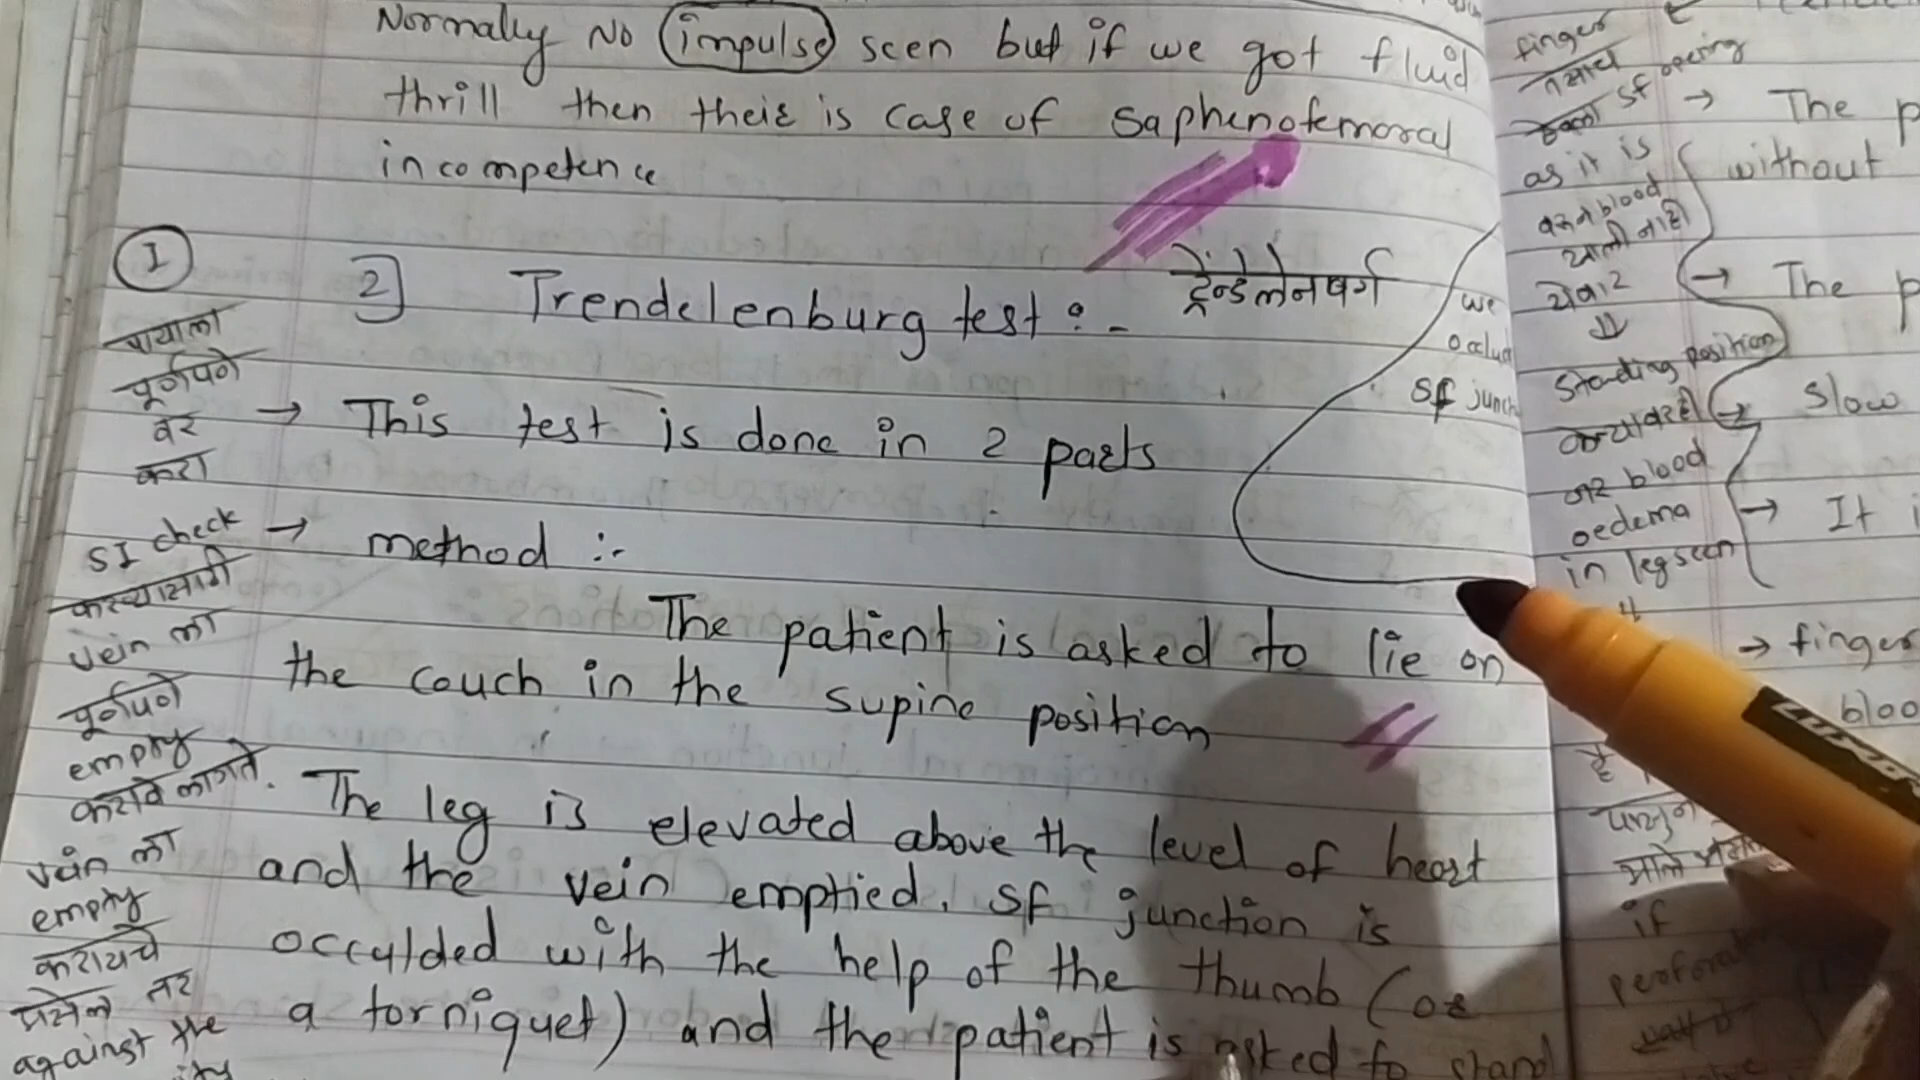 Normally No impulse seen but if we got fluid
thrill then theis is case of saphenofemoral
incompetence
I
2] Trendelenburg test :- ट्रेन्डेलेनबर्ग
→ This test is done in 2 parts
→ method :-
The patient is asked to lie on
the couch in the supine position
The leg is elevated above the level of heart
and the vein emptied. SF junction is
occulded with the help of the thumb (or
a torniquet) and the patient is asked to stand
we
SF
पायाला
पूर्णपणे
वर
करा
SI check
करण्यासाठी
vein ला
पूर्णपणे
empty
करावे लागते.
vein ला
empty
करायचे
असेल तर
against the
finger
SF opening
as it is
blood
standing position
blood
oedema
in leg seen
if
→ The
without
→ The
→ slow
→ It
→ finger